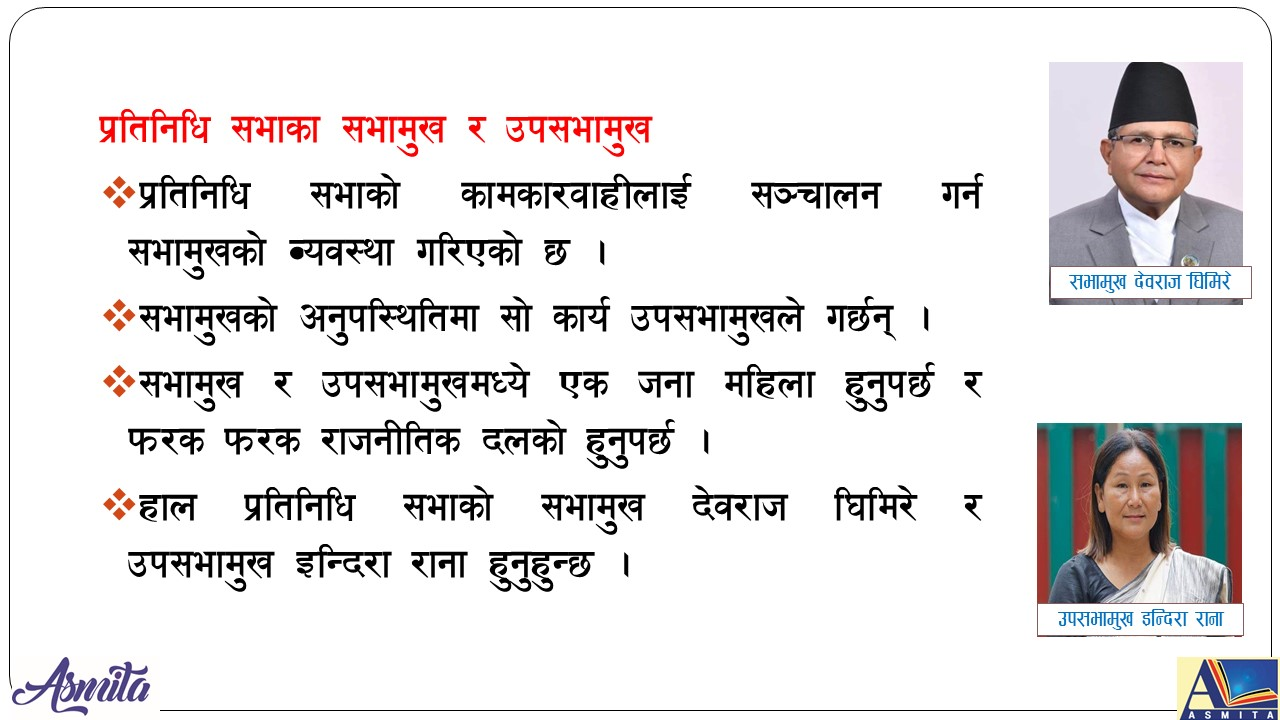 प्रतिनिधि सभाका सभामुख र उपसभामुख
❖प्रतिनिधि सभाको कामकारवाहीलाई सञ्चालन गर्न
सभामुखको व्यवस्था गरिएको छ ।
❖सभामुखको अनुपस्थितिमा सो कार्य उपसभामुखले गर्छन् ।
❖सभामुख र उपसभामुखमध्ये एक जना महिला हुनुपर्छ र
फरक फरक राजनीतिक दलको हुनुपर्छ ।
❖हाल प्रतिनिधि सभाको सभामुख देवराज घिमिरे र
उपसभामुख इन्दिरा राना हुनुहुन्छ ।
सभामुख देवराज घिमिरे
उपसभामुख इन्दिरा राना
Asmita
ASMITA